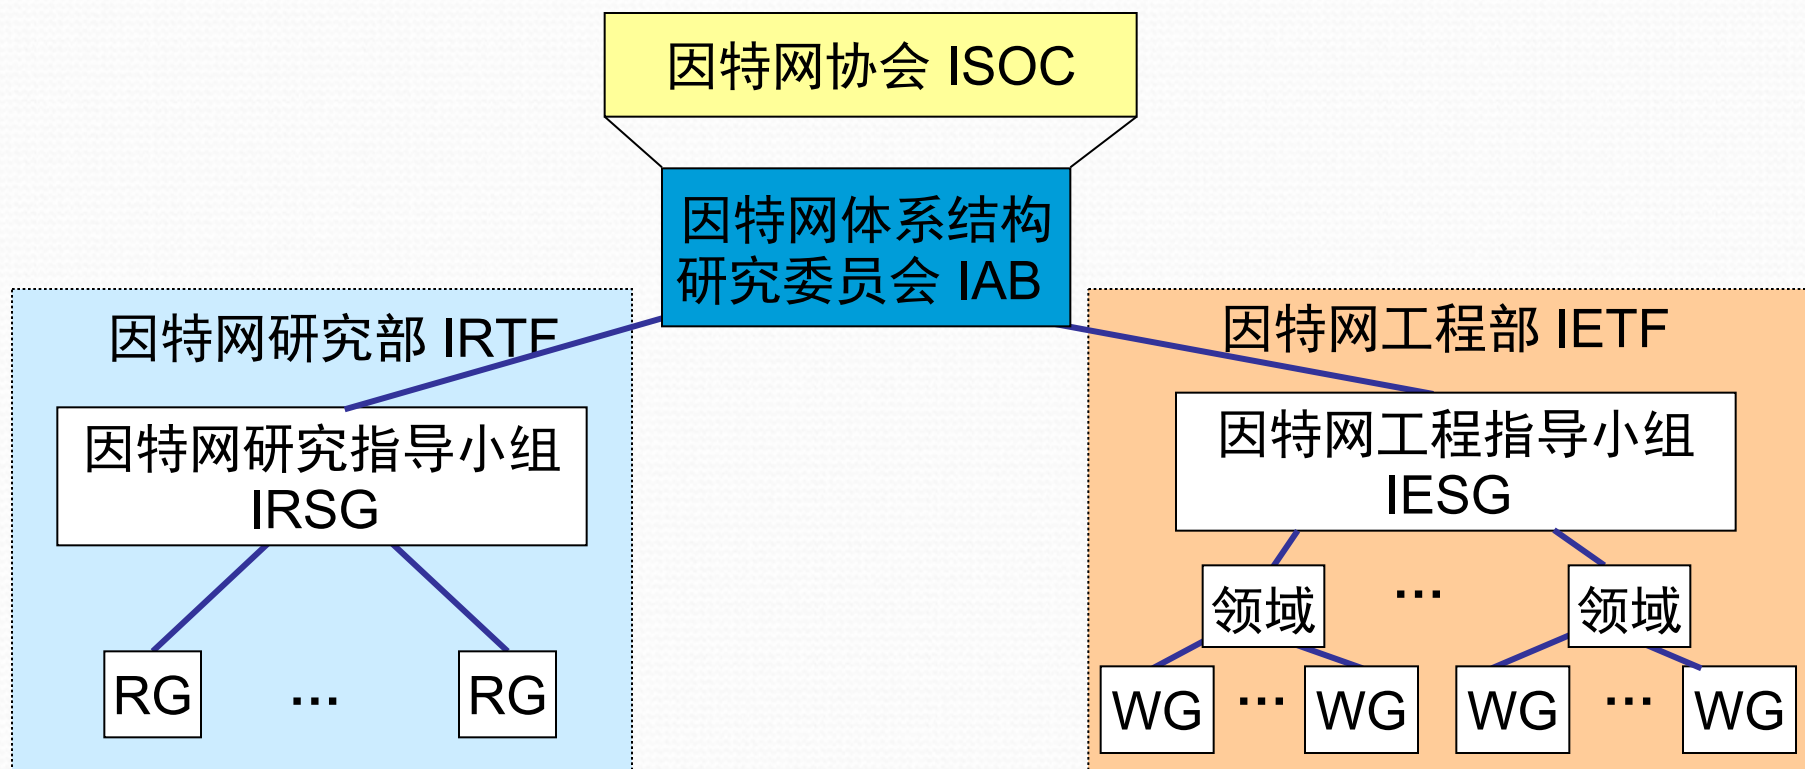 因特网协会 ISOC
因特网体系结构
研究委员会 IAB
因特网研究部 IRTF
因特网工程部 IETF
因特网研究指导小组
IRSG
因特网工程指导小组
IESG
领域
…
领域
RG
…
RG
WG
…
WG
WG
…
WG